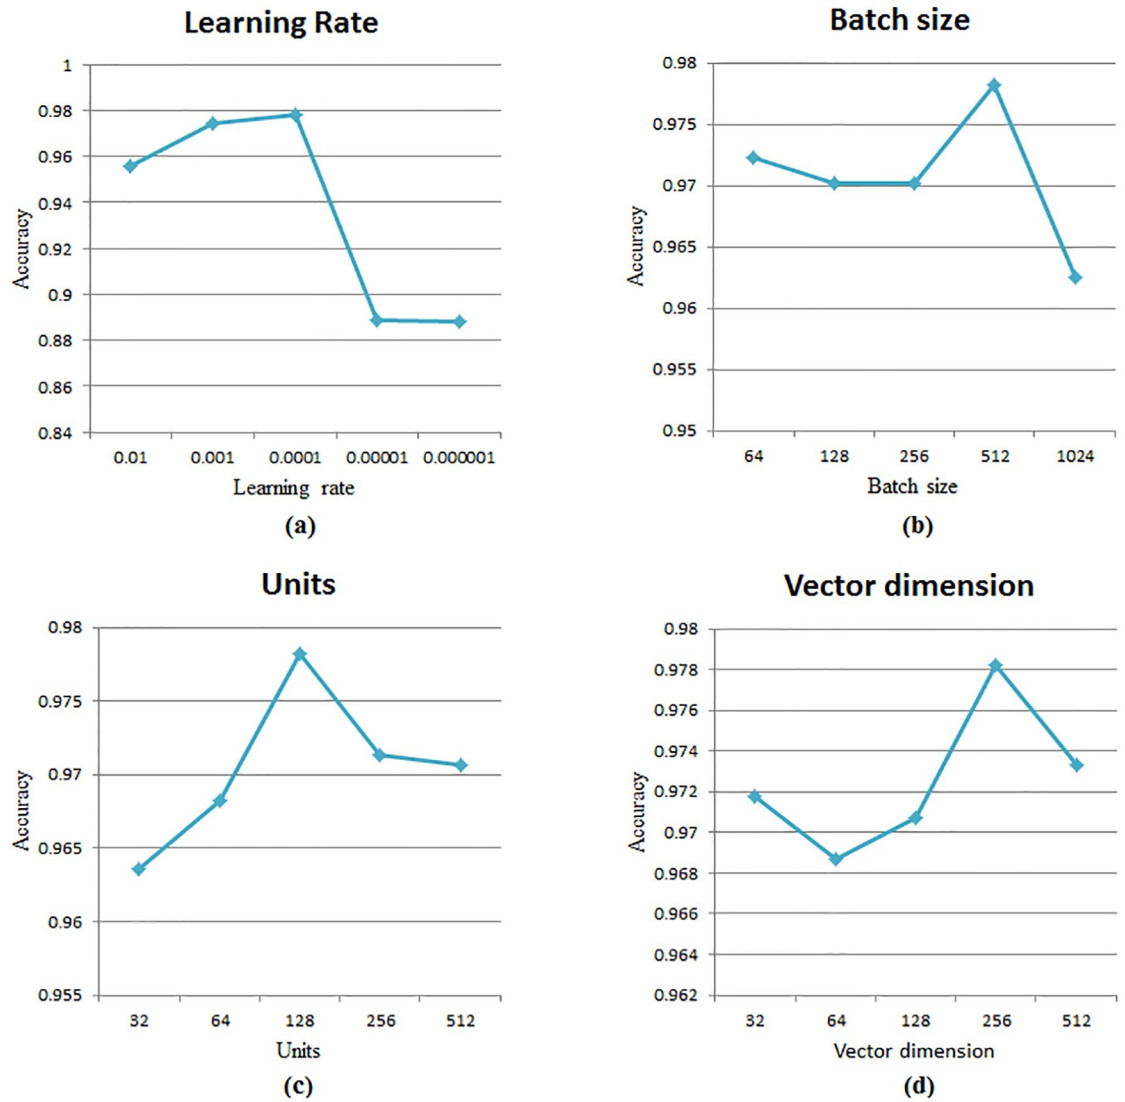 Learning Rate
1
0.98
0.96
0.94
0.92
0.9
0.88
0.86
0.84
Accuracy
0.01 0.001 0.0001 0.00001 0.000001
Learning rate
(a)
Batch size
0.98
0.975
0.97
0.965
0.96
0.955
0.95
Accuracy
64 128 256 512 1024
Batch size
(b)
Units
0.98
0.975
0.97
0.965
0.96
0.955
Accuracy
32 64 128 256 512
Units
(c)
Vector dimension
0.98
0.978
0.976
0.974
0.972
0.97
0.968
0.966
0.964
0.962
Accuracy
32 64 128 256 512
Vector dimension
(d)